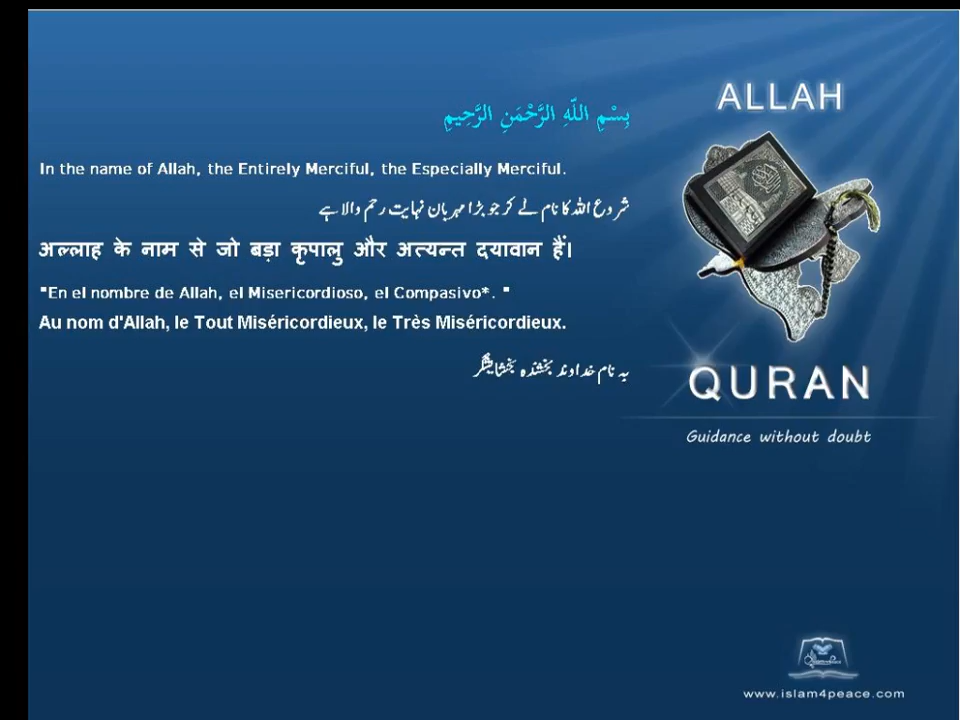 بِسْمِ اللَّهِ الرَّحْمَنِ الرَّحِيمِ
In the name of Allah, the Entirely Merciful, the Especially Merciful.
شروع الله کا نام لے کر جو بڑا مہربان نہایت رحم والا ہے
अल्लाह के नाम से जो बड़ा कृपालु और अत्यन्त दयावान हैं।
"En el nombre de Allah, el Misericordioso, el Compasivo*. "
Au nom d'Allah, le Tout Miséricordieux, le Très Miséricordieux.
به نام خداوند بخشنده بخشایشگر
ALLAH
QURAN
Guidance without doubt
www.islam4peace.com